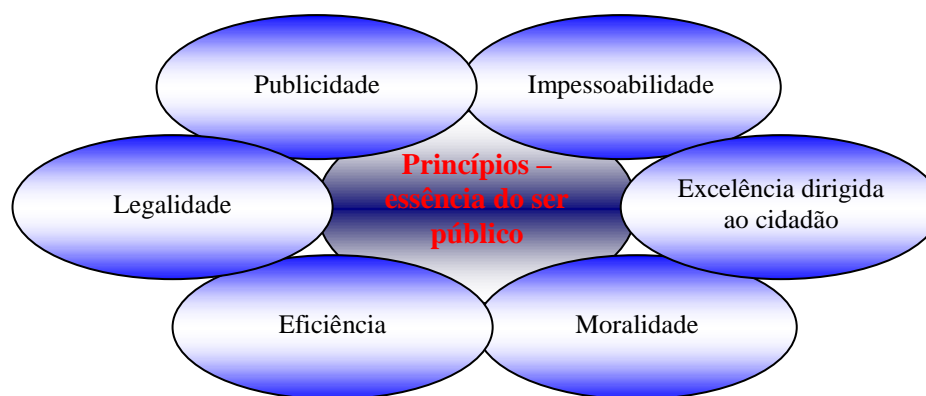 Publicidade
Impessoabilidade
Princípios –
essência do ser
público
Legalidade
Excelência dirigida
ao cidadão
Eficiência
Moralidade